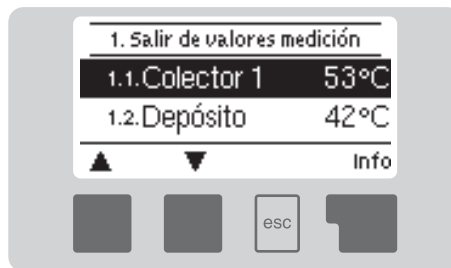 1. Salir de valores medición
1.1.Colector 1 53°C
1.2.Depósito 42°C
▲ ▼ Info
esc